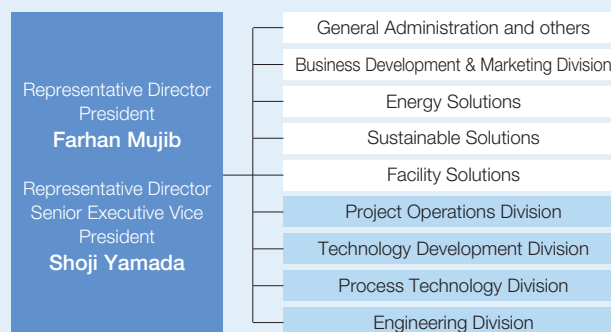 Representative Director
President
Farhan Mujib
Representative Director
Senior Executive Vice
President
Shoji Yamada
General Administration and others
Business Development & Marketing Division
Energy Solutions
Sustainable Solutions
Facility Solutions
Project Operations Division
Technology Development Division
Process Technology Division
Engineering Division